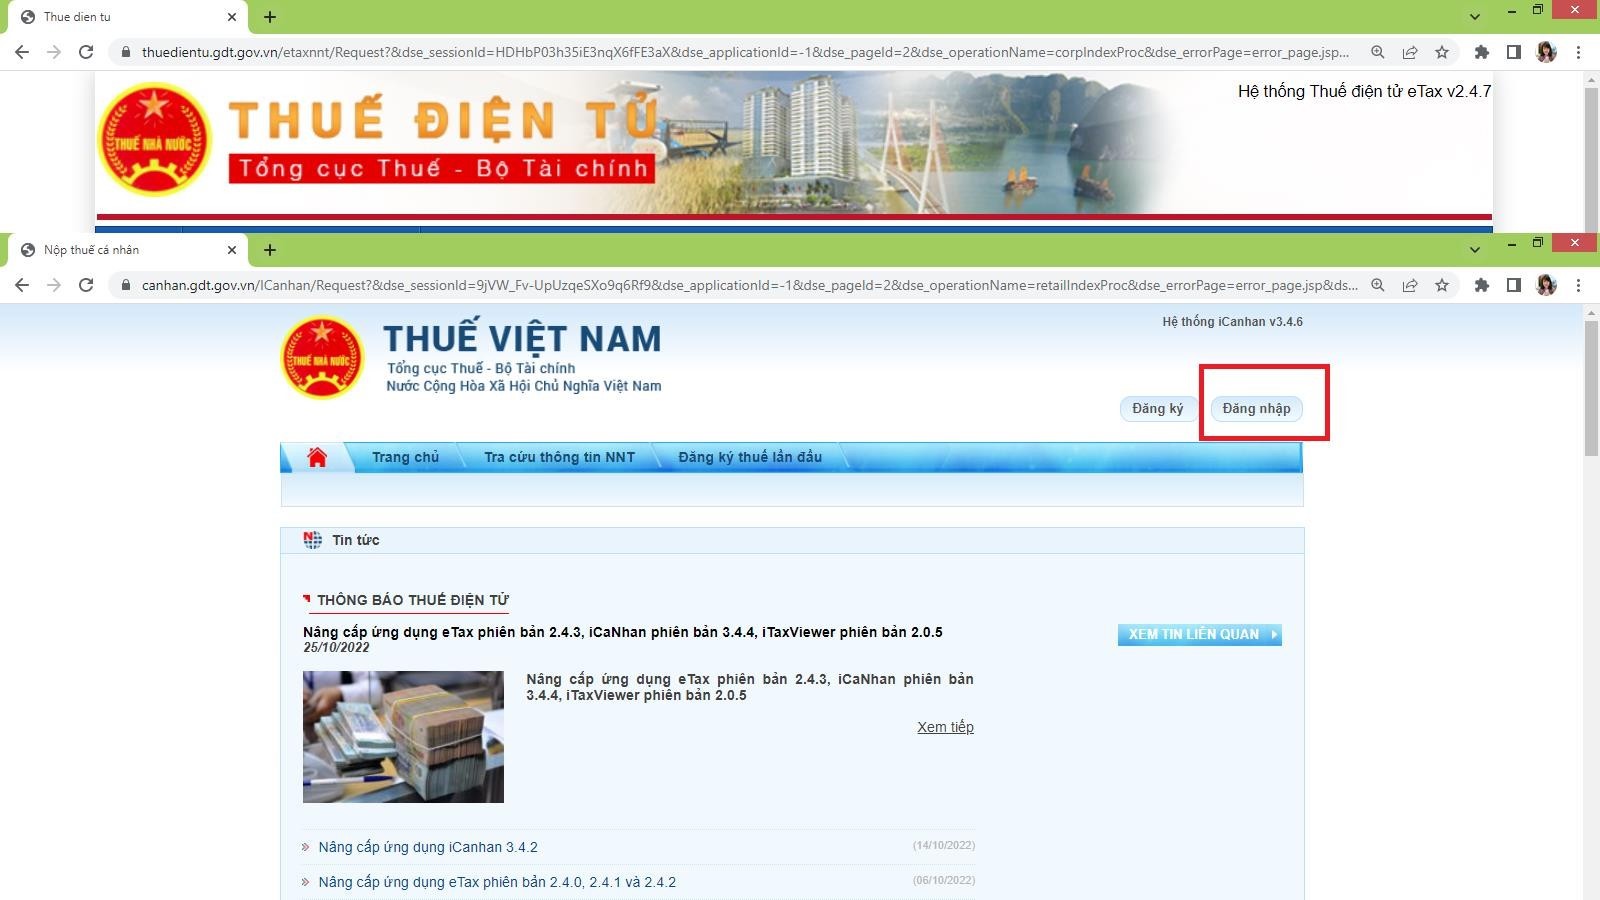 Thue dien tu
thuedientu.gdt.gov.vn/etaxnnt/Request?&dse_sessionId=HDHbP03h35iE3nqX6fFE3aX&dse_applicationId=-1&dse_pageId=2&dse_operationName=corpIndexProc&dse_errorPage=error_page.jsp...
THUẾ NHÀ NƯỚC
THUẾ ĐIỆN TỬ
Tổng cục Thuế - Bộ Tài chính
Hệ thống Thuế điện tử eTax v2.4.7
Nộp thuế cá nhân
canhan.gdt.gov.vn/ICanhan/Request?&dse_sessionId=9jVW_Fv-UpUzqeSXo9q6Rf9&dse_applicationId=-1&dse_pageId=2&dse_operationName=retailIndexProc&dse_errorPage=error_page.jsp&ds...
THUẾ NHÀ NƯỚC
THUẾ VIỆT NAM
Tổng cục Thuế - Bộ Tài chính
Nước Cộng Hòa Xã Hội Chủ Nghĩa Việt Nam
Hệ thống iCanhan v3.4.6
Đăng ký
Đăng nhập
Trang chủ
Tra cứu thông tin NNT
Đăng ký thuế lần đầu
Tin tức
THÔNG BÁO THUẾ ĐIỆN TỬ
Nâng cấp ứng dụng eTax phiên bản 2.4.3, iCaNhan phiên bản 3.4.4, iTaxViewer phiên bản 2.0.5
25/10/2022
XEM TIN LIÊN QUAN
Nâng cấp ứng dụng eTax phiên bản 2.4.3, iCaNhan phiên bản
3.4.4, iTaxViewer phiên bản 2.0.5
Xem tiếp
Nâng cấp ứng dụng iCanhan 3.4.2
(14/10/2022)
Nâng cấp ứng dụng eTax phiên bản 2.4.0, 2.4.1 và 2.4.2
(06/10/2022)